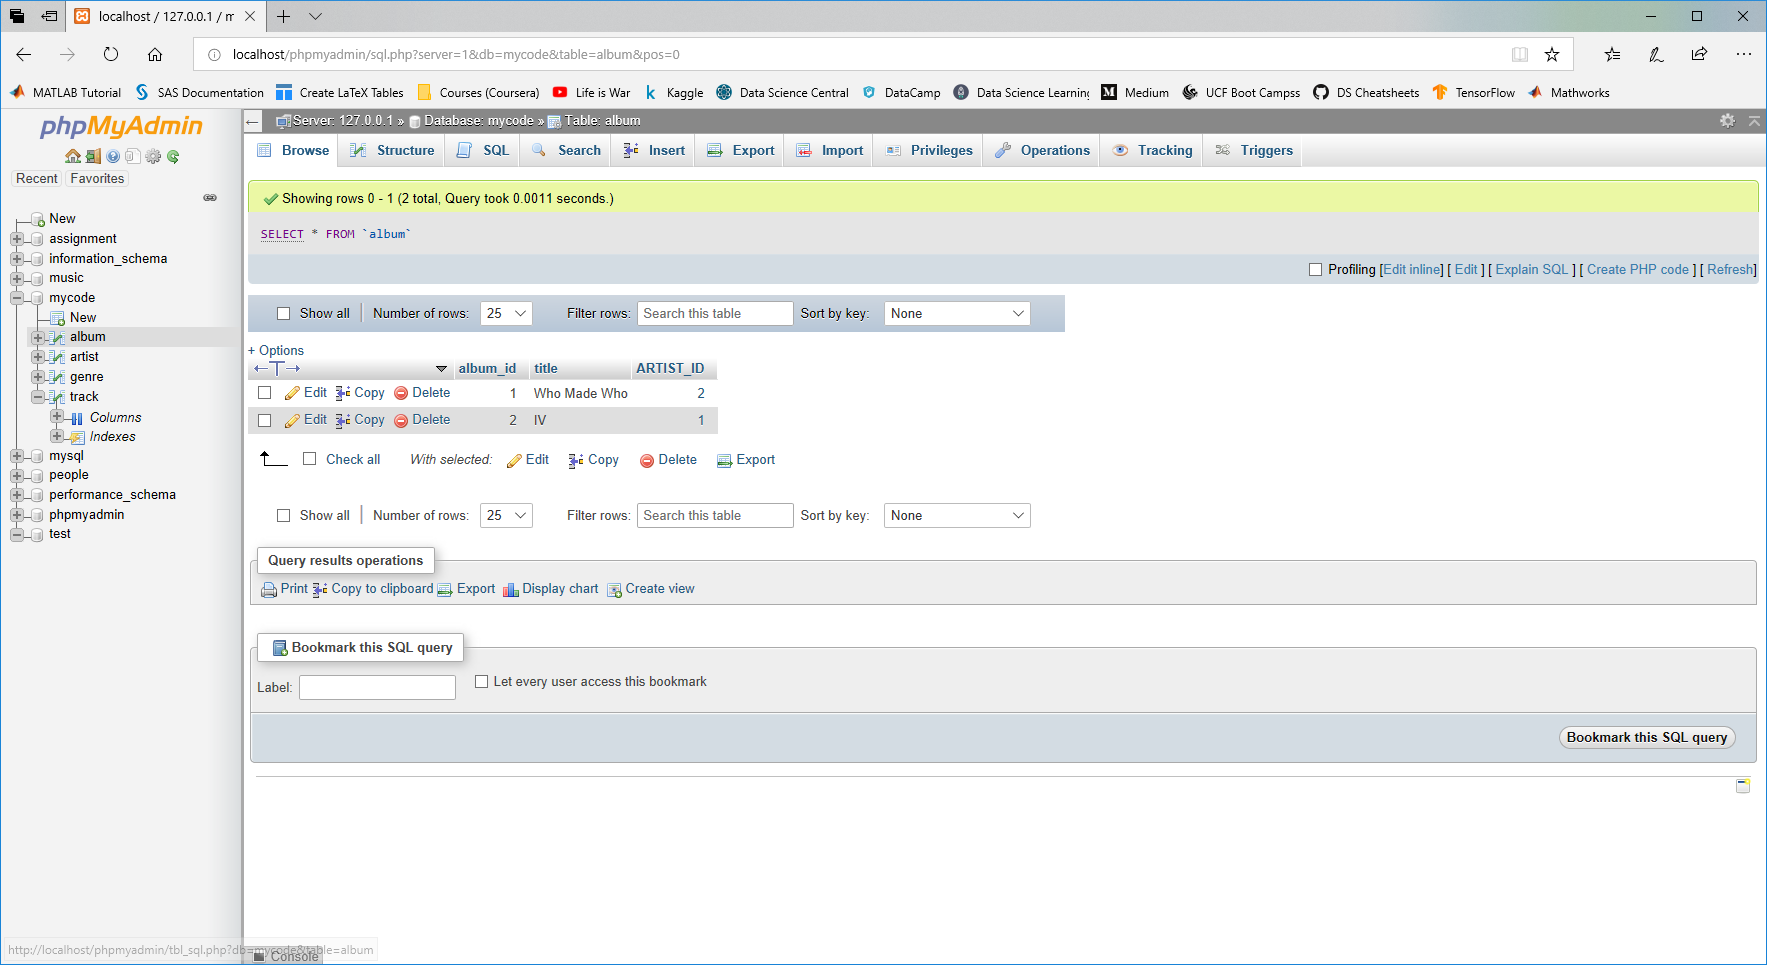 localhost / 127.0.0.1 / m
localhost/phpmyadmin/sql.php?server=1&db=mycode&table=album&pos=0
MATLAB Tutorial SAS Documentation Create LaTeX Tables Courses (Coursera) Life is War Kaggle Data Science Central DataCamp Data Science Learning Medium UCF Boot Campss DS Cheatsheets TensorFlow Mathworks
phpMyAdmin
Recent Favorites
New
assignment
information_schema
music
mycode
New
album
artist
genre
track
Columns
Indexes
mysql
people
performance_schema
phpmyadmin
test
Server: 127.0.0.1 » Database: mycode » Table: album
Browse Structure SQL Search Insert Export Import Privileges Operations Tracking Triggers
Showing rows 0 - 1 (2 total, Query took 0.0011 seconds.)
SELECT * FROM `album`
Profiling [Edit inline] [ Edit ] [ Explain SQL ] [ Create PHP code ] [ Refresh]
Show all Number of rows: 25 Filter rows: Search this table Sort by key: None
+ Options
album_id title ARTIST_ID
Edit Copy Delete 1 Who Made Who 2
Edit Copy Delete 2 IV 1
Check all With selected: Edit Copy Delete Export
Show all Number of rows: 25 Filter rows: Search this table Sort by key: None
Query results operations
Print Copy to clipboard Export Display chart Create view
Bookmark this SQL query
Label: Let every user access this bookmark
Bookmark this SQL query
http://localhost/phpmyadmin/tbl_sql.php?db=mycode&table=album
Console